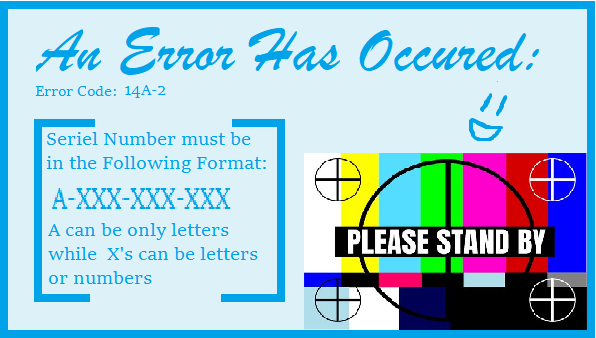 An Error Has Occured:
Error Code: 14A-2
Seriel Number must be
in the Following Format:
A-XXX-XXX-XXX
A can be only letters
while X's can be letters
or numbers
PLEASE STAND BY